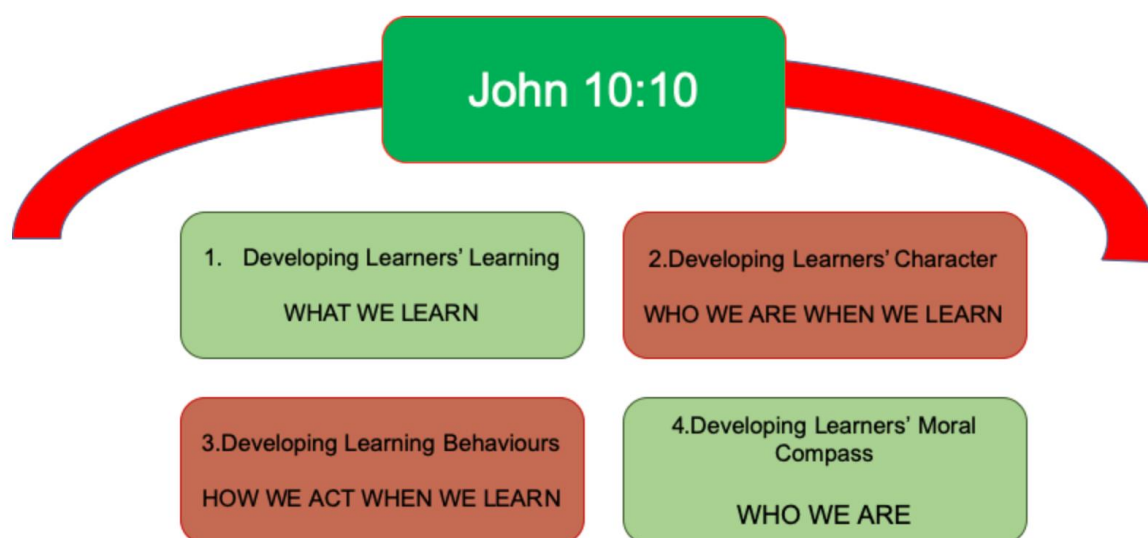 John 10:10
1. Developing Learners' Learning
WHAT WE LEARN
2.Developing Learners' Character
WHO WE ARE WHEN WE LEARN
3.Developing Learning Behaviours
HOW WE ACT WHEN WE LEARN
4.Developing Learners' Moral
Compass
WHO WE ARE